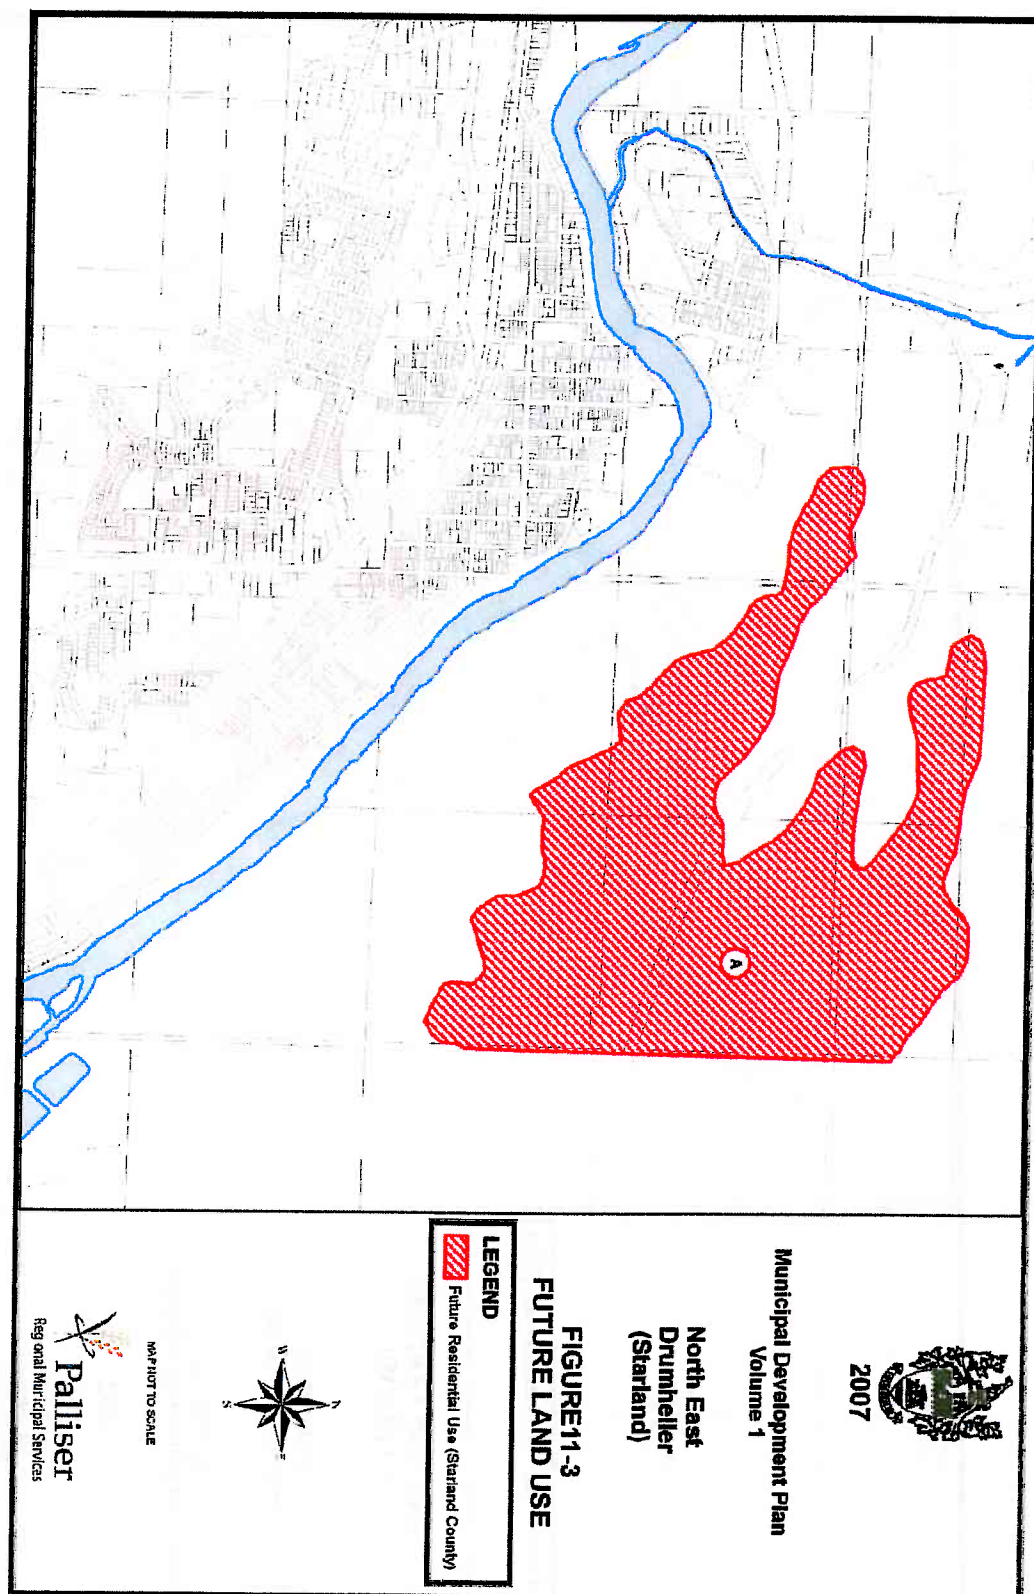 2007
Municipal Development Plan
Volume 1
North East
Drumheller
(Starland)
FIGURE11-3
FUTURE LAND USE
LEGEND
Future Residential Use (Starland County)
A
N
W
E
S
MAP NOT TO SCALE
Palliser
Regional Municipal Services